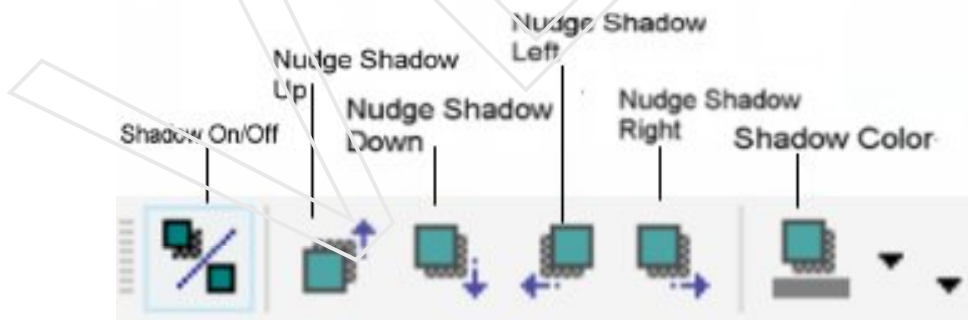 Nudge Shadow
Left
Nudge Shadow
Up
Nudge Shadow
Down
Nudge Shadow
Right
Shadow On/Off
Shadow Color